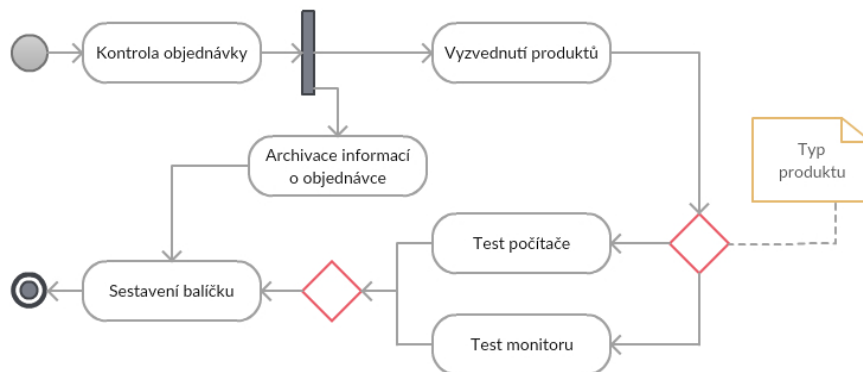 Kontrola objednávky
Vyzvednutí produktů
Archivace informací
o objednávce
Typ
produktu
Test počítače
Sestavení balíčku
Test monitoru